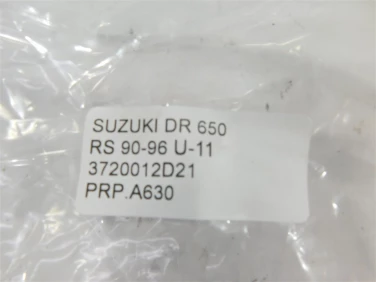 SUZUKI DR 650
RS 90-96 U-11
3720012D21
PRP.A630